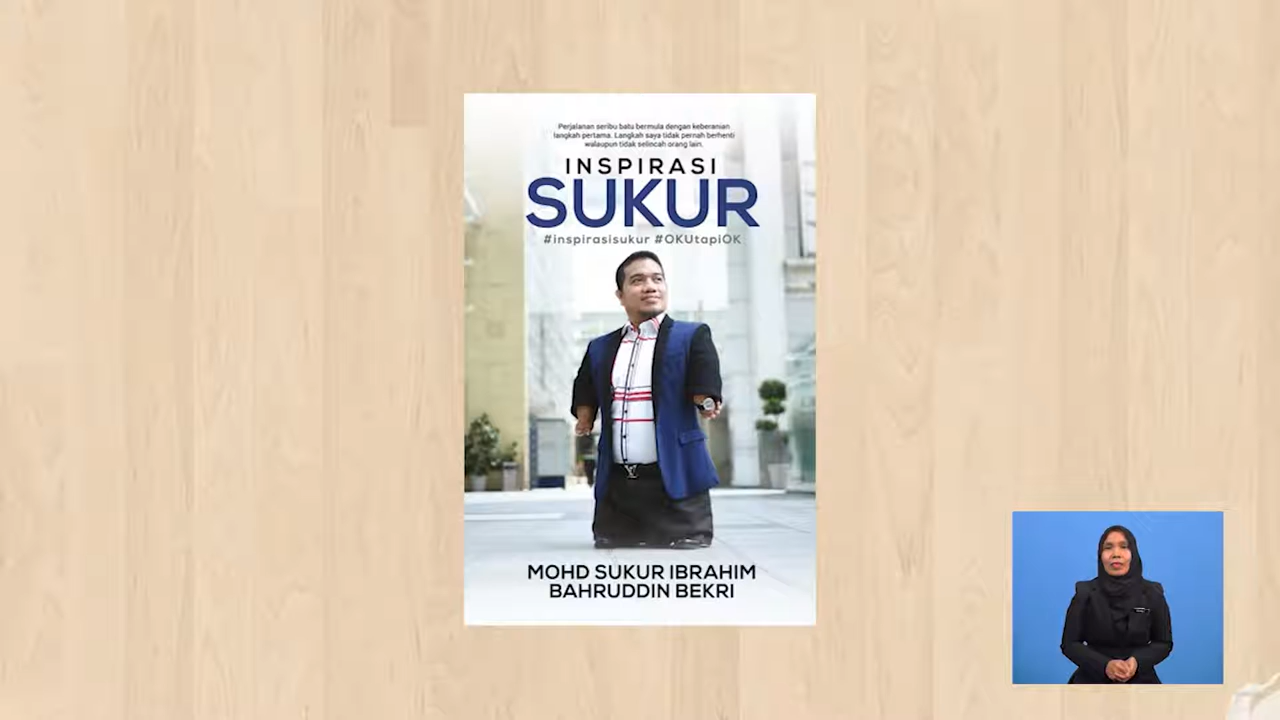 Perjalanan seribu batu bermula dengan keberanian
langkah pertama. Langkah saya tidak pernah berhenti
walaupun tidak selincah orang lain.
INSPIRASI
SUKUR
#inspirasisukur #OKUtapiOK
MOHD SUKUR IBRAHIM
BAHRUDDIN BEKRI